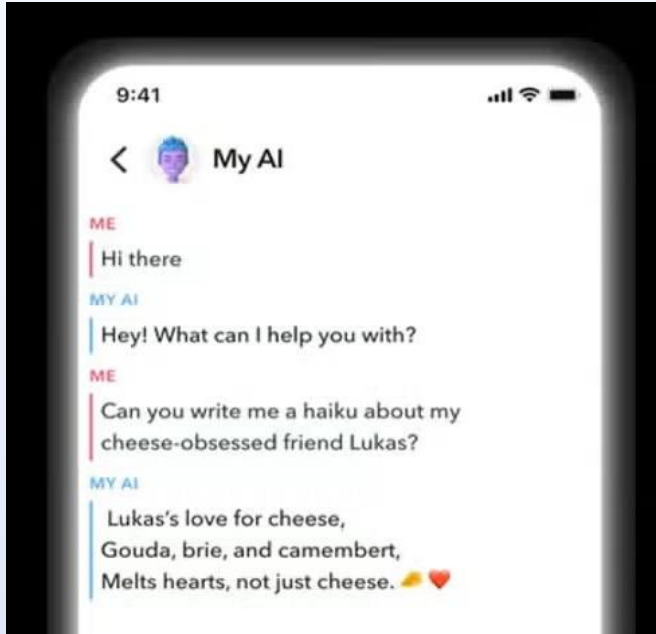 9:41
My AI
ME
Hi there
MY AI
Hey! What can I help you with?
ME
Can you write me a haiku about my
cheese-obsessed friend Lukas?
MY AI
Lukas's love for cheese,
Gouda, brie, and camembert,
Melts hearts, not just cheese. 🧀❤️